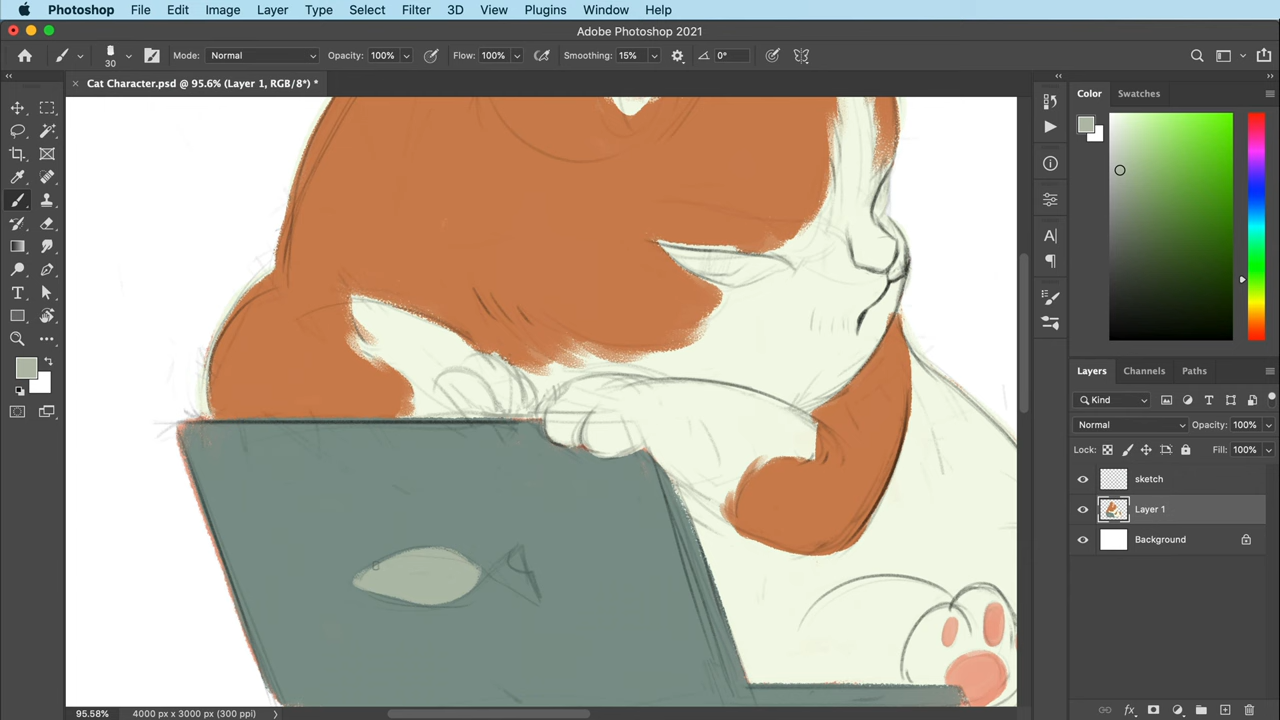 Photoshop File Edit Image Layer Type Select Filter 3D View Plugins Window Help
Adobe Photoshop 2021
30 Mode: Normal Opacity: 100% Flow: 100% Smoothing: 15% 0°
× Cat Character.psd @ 95.6% (Layer 1, RGB/8*) *
Color Swatches
Layers Channels Paths
Kind
Normal Opacity: 100%
Lock: Fill: 100%
sketch
Layer 1
Background
95.58% 4000 px x 3000 px (300 ppi)